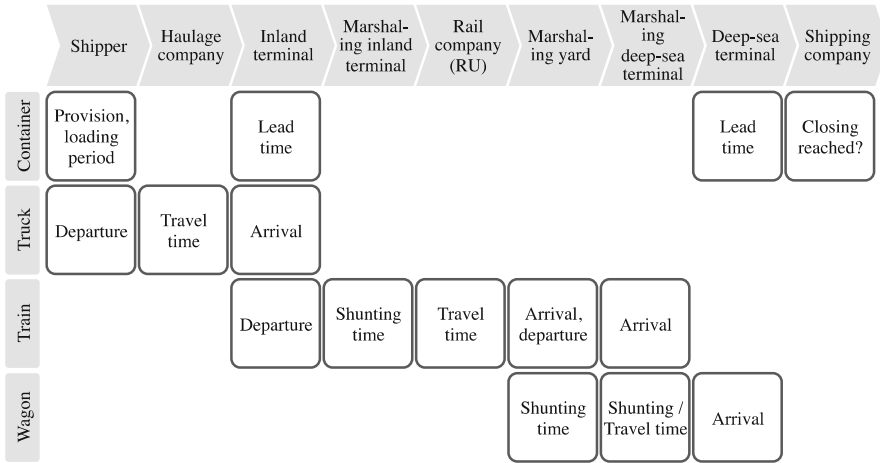 Shipper
Haulage
company
Inland
terminal
Marshal-
ing inland
terminal
Rail
company
(RU)
Marshal-
ing yard
Marshal-
ing
deep-sea
terminal
Deep-sea
terminal
Shipping
company
Container
Provision,
loading
period
Lead
time
Lead
time
Closing
reached?
Truck
Departure
Travel
time
Arrival
Train
Departure
Shunting
time
Travel
time
Arrival,
departure
Arrival
Wagon
Shunting
time
Shunting /
Travel time
Arrival